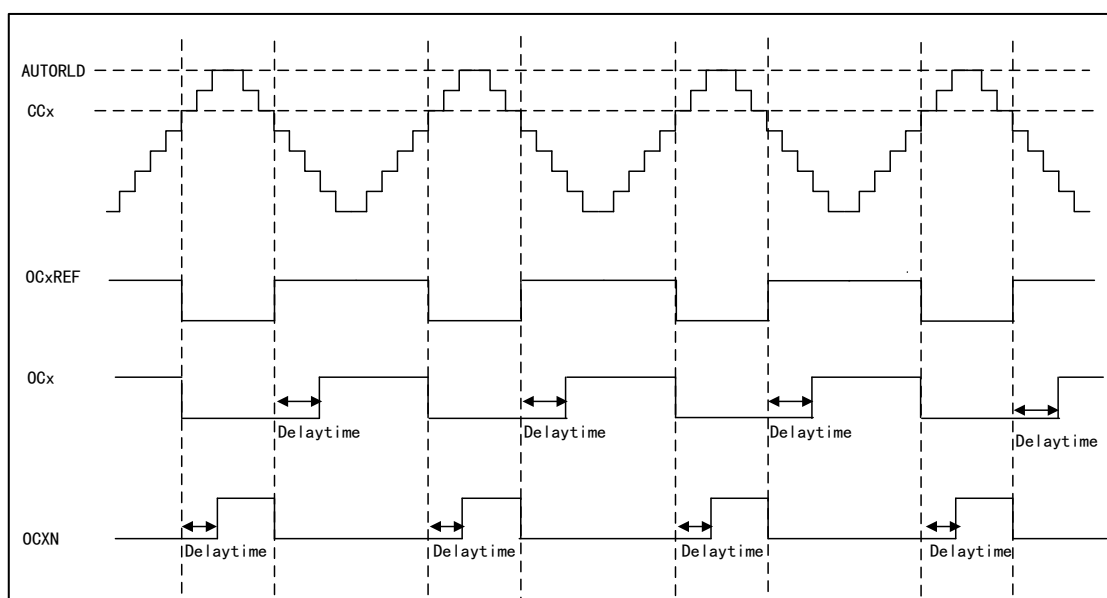 AUTORLD
CCx
OCxREF
OCx
Delaytime
Delaytime
Delaytime
Delaytime
OCXN
Delaytime
Delaytime
Delaytime
Delaytime